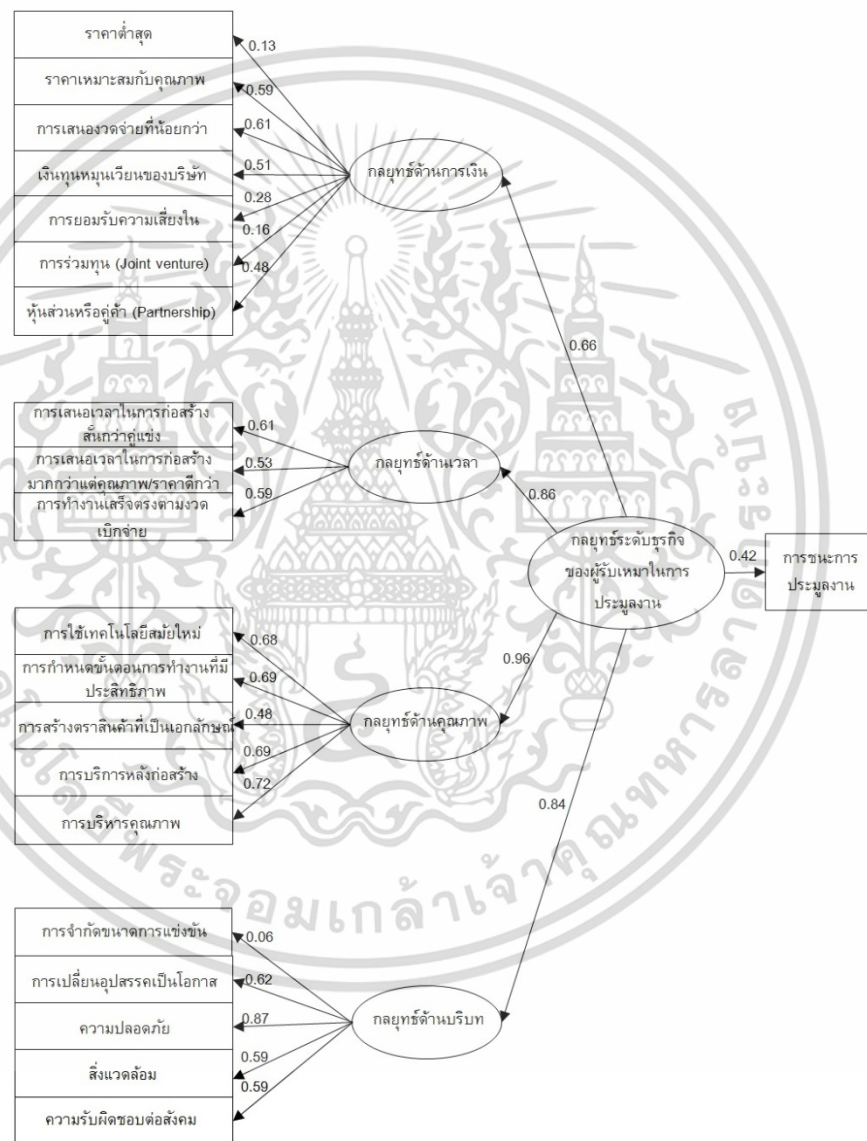 ราคาต่ำสุด
0.13
ราคาเหมาะสมกับคุณภาพ
0.59
การเสนองวดจ่ายที่น้อยกว่า
0.61
เงินทุนหมุนเวียนของบริษัท
0.51
การยอมรับความเสี่ยงใน
0.28
การร่วมทุน (Joint venture)
0.16
หุ้นส่วนหรือคู่ค้า (Partnership)
0.48
กลยุทธ์ด้านการเงิน
0.66
การเสนอเวลาในการก่อสร้าง
สั้นกว่าคู่แข่ง
0.61
การเสนอเวลาในการก่อสร้าง
มากกว่าแต่คุณภาพ/ราคาดีกว่า
0.53
การทำงานเสร็จตรงตามงวด
เบิกจ่าย
0.59
กลยุทธ์ด้านเวลา
0.86
กลยุทธ์ระดับธุรกิจ
ของผู้รับเหมาในการ
ประมูลงาน
0.42
การชนะการ
ประมูลงาน
การใช้เทคโนโลยีสมัยใหม่
0.68
การกำหนดขั้นตอนการทำงานที่มี
ประสิทธิภาพ
0.69
การสร้างตราสินค้าที่เป็นเอกลักษณ์
0.48
การบริการหลังก่อสร้าง
0.69
การบริหารคุณภาพ
0.72
กลยุทธ์ด้านคุณภาพ
0.96
0.84
การจำกัดขนาดการแข่งขัน
0.06
การเปลี่ยนอุปสรรคเป็นโอกาส
0.62
ความปลอดภัย
0.87
สิ่งแวดล้อม
0.59
ความรับผิดชอบต่อสังคม
0.59
กลยุทธ์ด้านบริบท
โนโลยีพระจอมเกล้าเจ้าคุณทหารลาดกระบัง